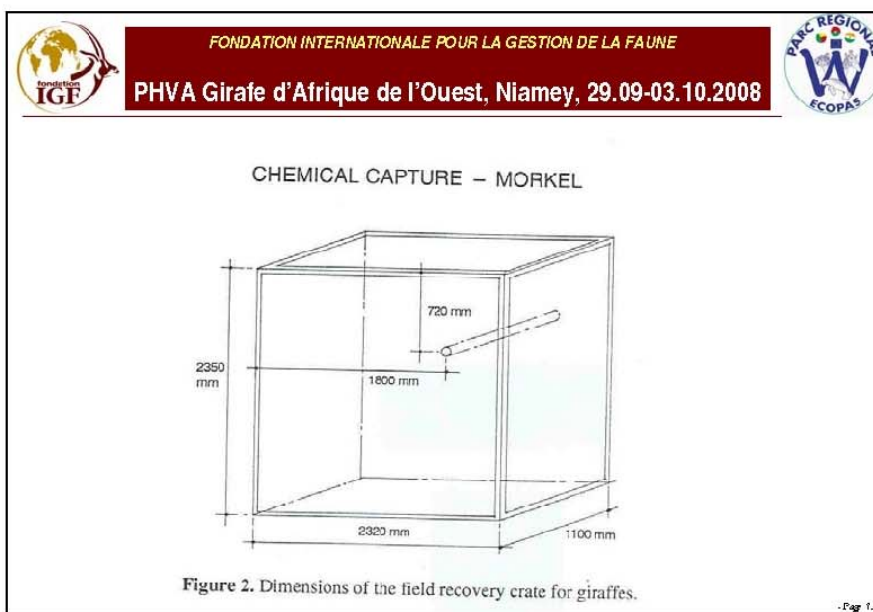 fondation
IGF
FONDATION INTERNATIONALE POUR LA GESTION DE LA FAUNE
PHVA Girafe d'Afrique de l'Ouest, Niamey, 29.09-03.10.2008
PARC REGIONAL
W
ECOPAS
CHEMICAL CAPTURE – MORKEL
720 mm
2350
mm
1800 mm
2320 mm
1100 mm
Figure 2. Dimensions of the field recovery crate for giraffes.
- Page 1.